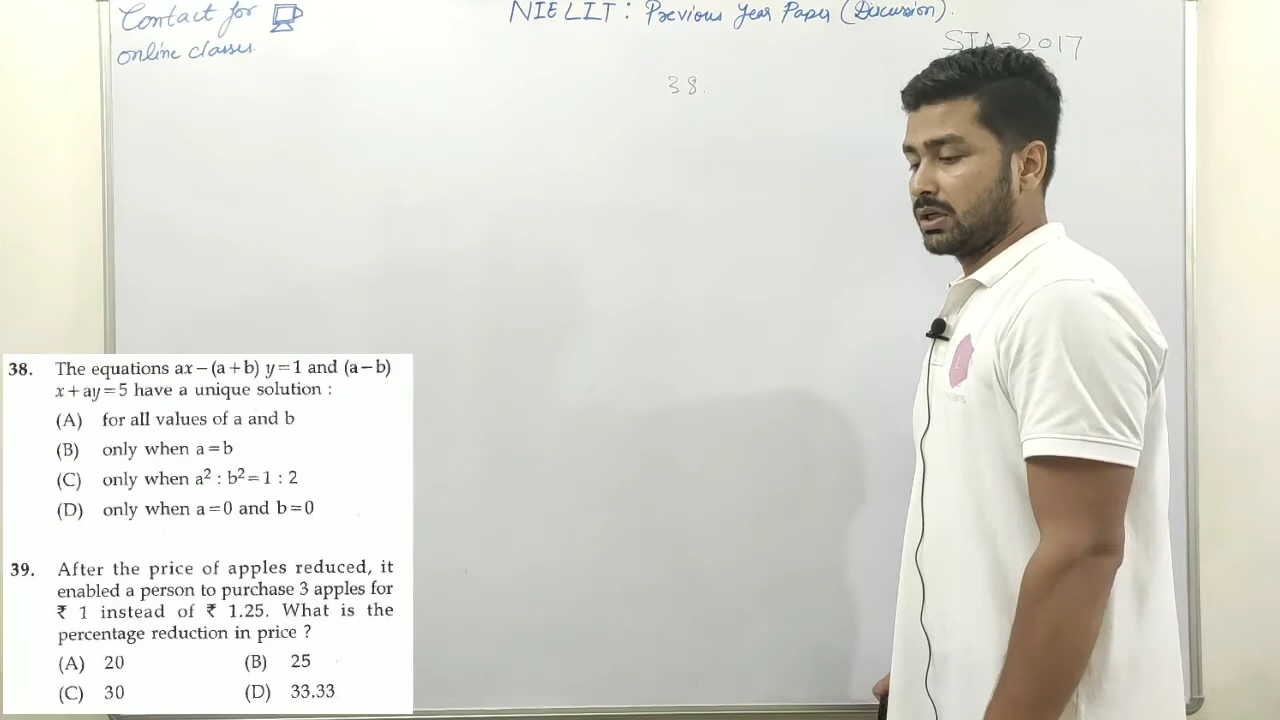 Contact for
online classes.
NIELIT : Previous Year Paper (Discussion).
STA-2017
38.
38. The equations ax−(a+b) y=1 and (a−b)
x+ay=5 have a unique solution :
(A) for all values of a and b
(B) only when a=b
(C) only when a² : b²=1 : 2
(D) only when a=0 and b=0
39. After the price of apples reduced, it
enabled a person to purchase 3 apples for
₹ 1 instead of ₹ 1.25. What is the
percentage reduction in price ?
(A) 20 (B) 25
(C) 30 (D) 33.33